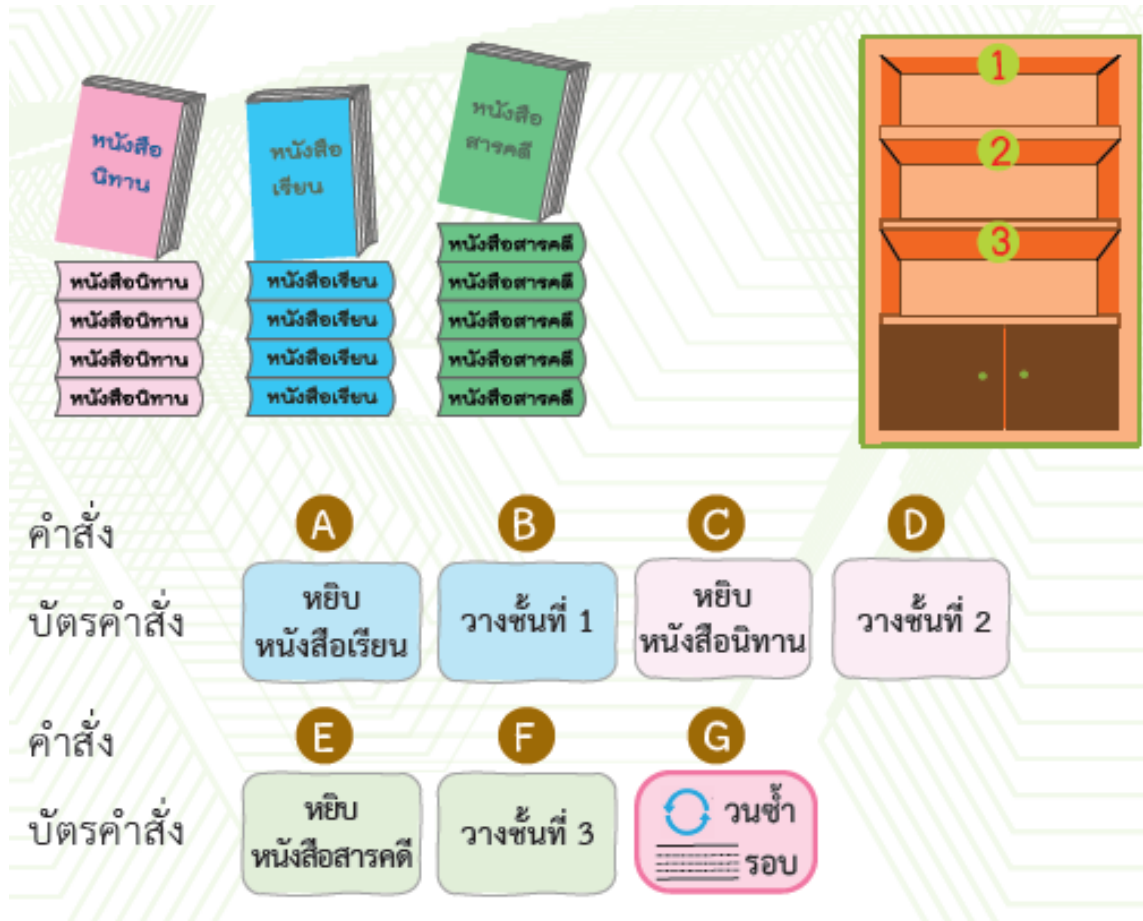 หนังสือ
นิทาน
หนังสือ
เรียน
หนังสือ
สารคดี
หนังสือนิทาน
หนังสือนิทาน
หนังสือนิทาน
หนังสือนิทาน
หนังสือเรียน
หนังสือเรียน
หนังสือเรียน
หนังสือเรียน
หนังสือสารคดี
หนังสือสารคดี
หนังสือสารคดี
หนังสือสารคดี
หนังสือสารคดี
1
2
3
คำสั่ง A B C D
บัตรคำสั่ง
หยิบ
หนังสือเรียน
วางชั้นที่ 1
หยิบ
หนังสือนิทาน
วางชั้นที่ 2
คำสั่ง E F G
บัตรคำสั่ง
หยิบ
หนังสือสารคดี
วางชั้นที่ 3
วนซ้ำ
รอบ